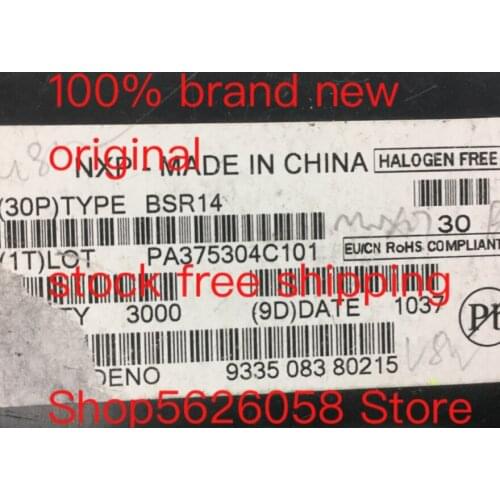 100% brand new
original
NXP - MADE IN CHINA HALOGEN FREE
(30P)TYPE BSR14
30
(1T)LOT PA375304C101
EU/CN RoHS COMPLIANT
stock free shipping
TY 3000 (9D)DATE 1037
DENO 9335 083 80215
Shop5626058 Store